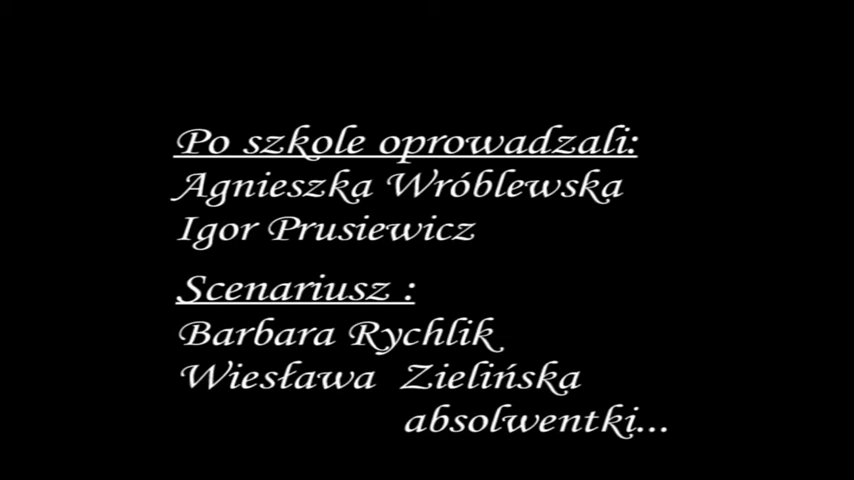 Po szkole oprowadzali:
Agnieszka Wróblewska
Igor Prusiewicz
Scenariusz :
Barbara Rychlik
Wiesława Zielińska
absolwentki...